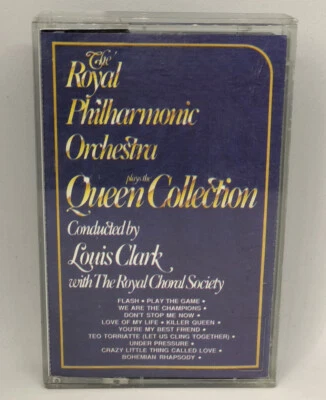 The
Royal
Philharmonic
Orchestra
plays the
Queen Collection
Conducted by
Louis Clark
with The Royal Choral Society
FLASH • PLAY THE GAME •
WE ARE THE CHAMPIONS •
DON'T STOP ME NOW •
LOVE OF MY LIFE • KILLER QUEEN •
YOU'RE MY BEST FRIEND •
TEO TORRIATTE (LET US CLING TOGETHER) •
UNDER PRESSURE •
CRAZY LITTLE THING CALLED LOVE •
BOHEMIAN RHAPSODY •